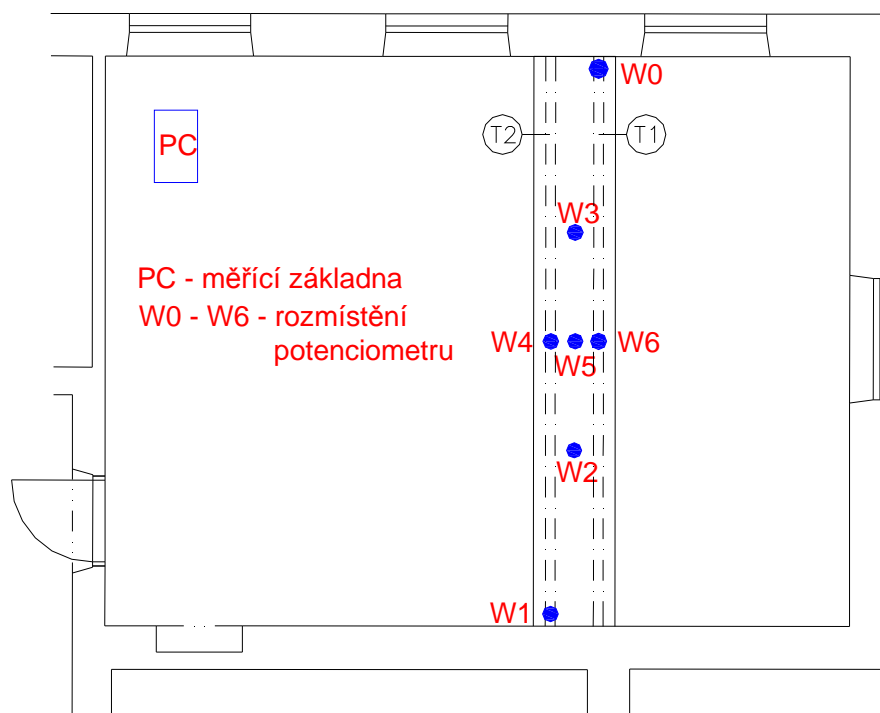 W0
PC
T2
T1
W3
PC - měřící základna
W0 - W6 - rozmístění
potenciometru
W4
W5
W6
W2
W1